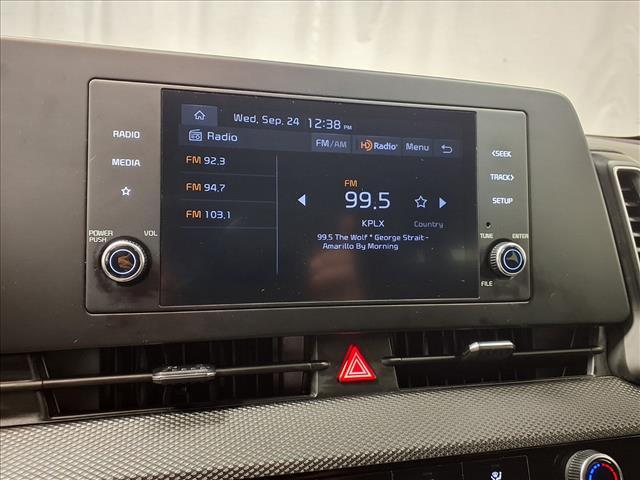 Wed, Sep. 24 12:38 PM
RADIO
MEDIA
POWER
PUSH
VOL
Radio
FM/AM
HD Radio®
Menu
FM 92.3
FM 94.7
FM 103.1
FM
99.5
KPLX
Country
99.5 The Wolf * George Strait -
Amarillo By Morning
<SEEK
TRACK>
SETUP
TUNE
ENTER
FILE